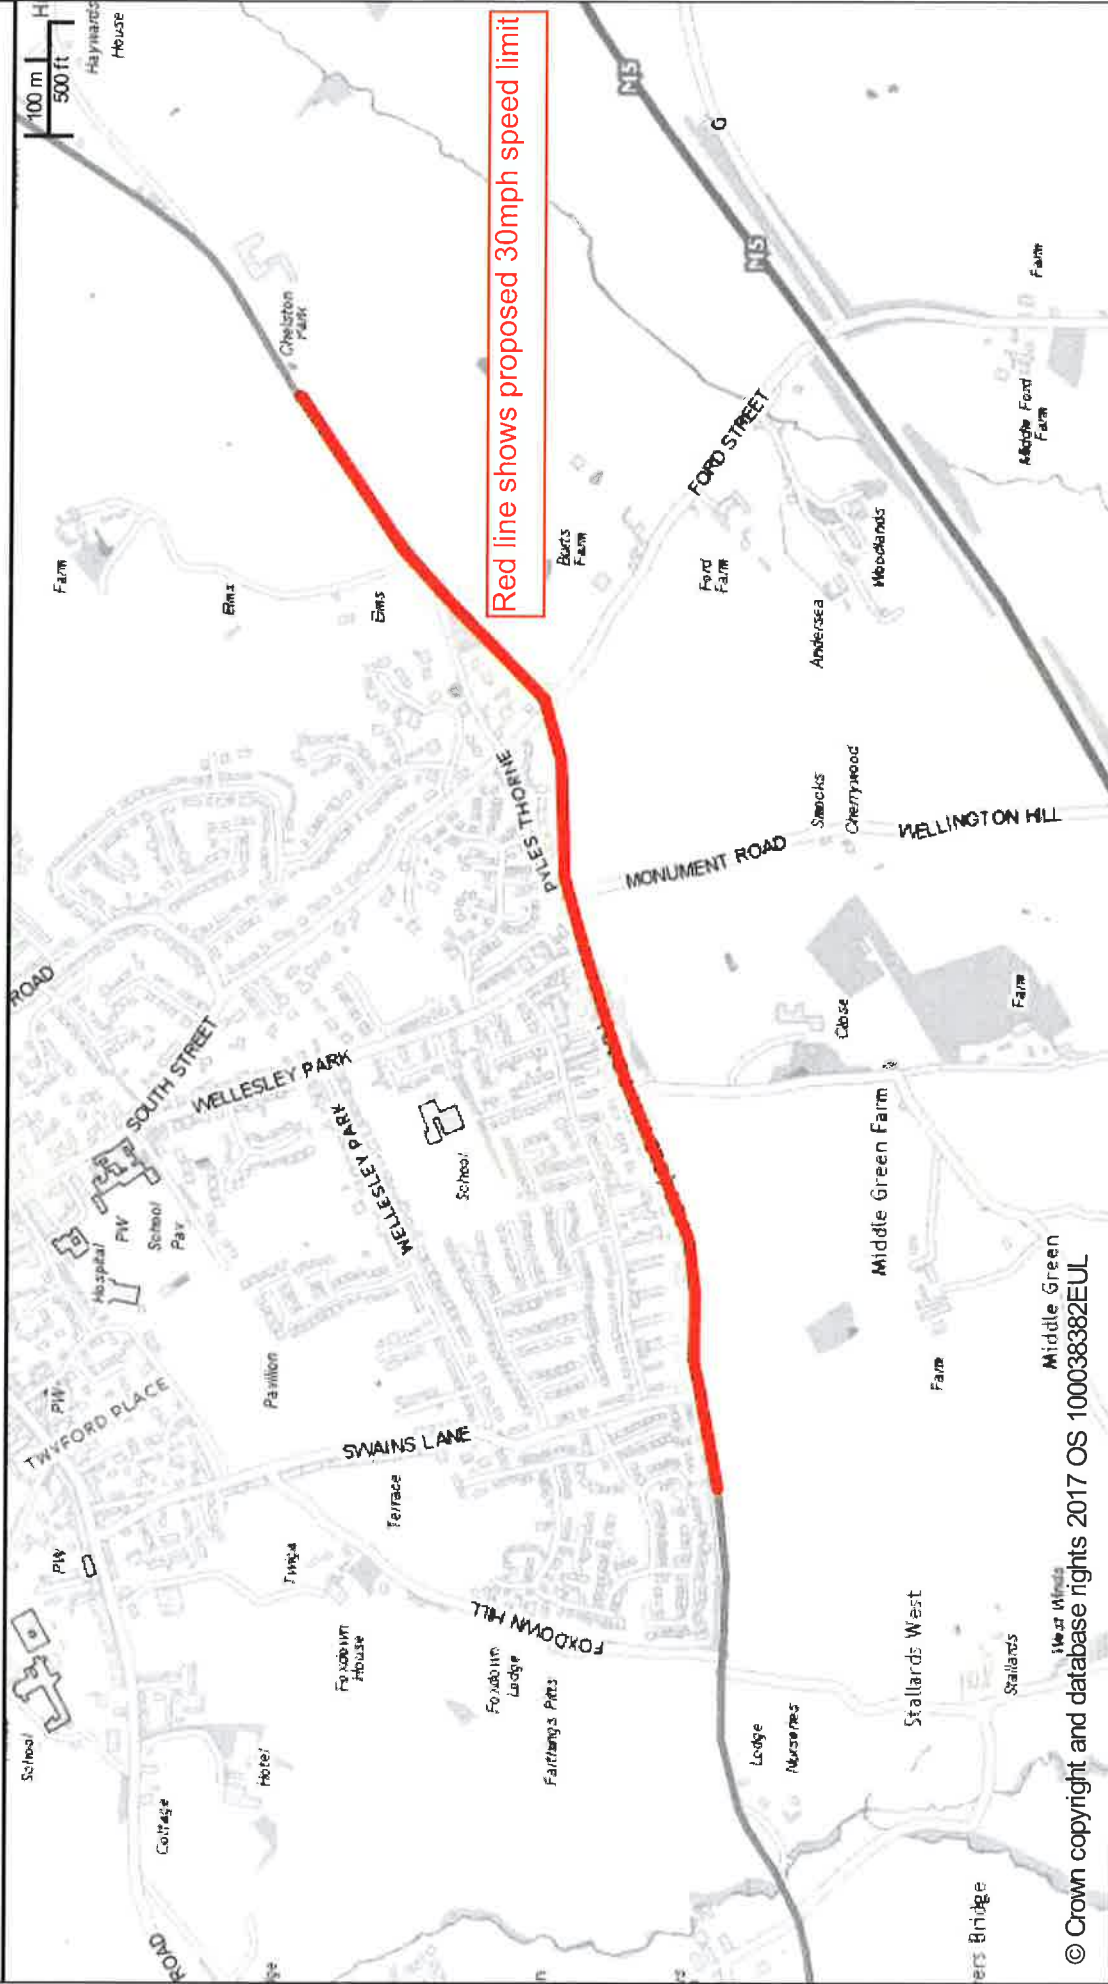 100 m
500 ft
H
Haywards
House
Red line shows proposed 30mph speed limit
M5
M5
G
Chelston
Park
Farm
Elms
Elms
Farm
Middle Ford
Farm
FORD STREET
Farm
Ford
Farm
Woodlands
Andersea
PYLES THORNE
MONUMENT ROAD
Smocks
Cherrywood
WELLINGTON HILL
ROAD
SOUTH STREET
WELLESLEY PARK
WELLESLEY PARK
School
Close
Farm
Middle Green Farm
Middle Green
Farm
Hospital
PW
School
Pav
Pavilion
PW
TWYFORD PLACE
SWAINS LANE
Terrace
PW
School
Foxdown
House
FOXDOWN HILL
Foxdown
Lodge
Farthings Pitts
Hotel
Cottage
ROAD
Lodge
Nurseries
Stallards West
Stallards
West Winds
ers Bridge
© Crown copyright and database rights 2017 OS 100038382EUL